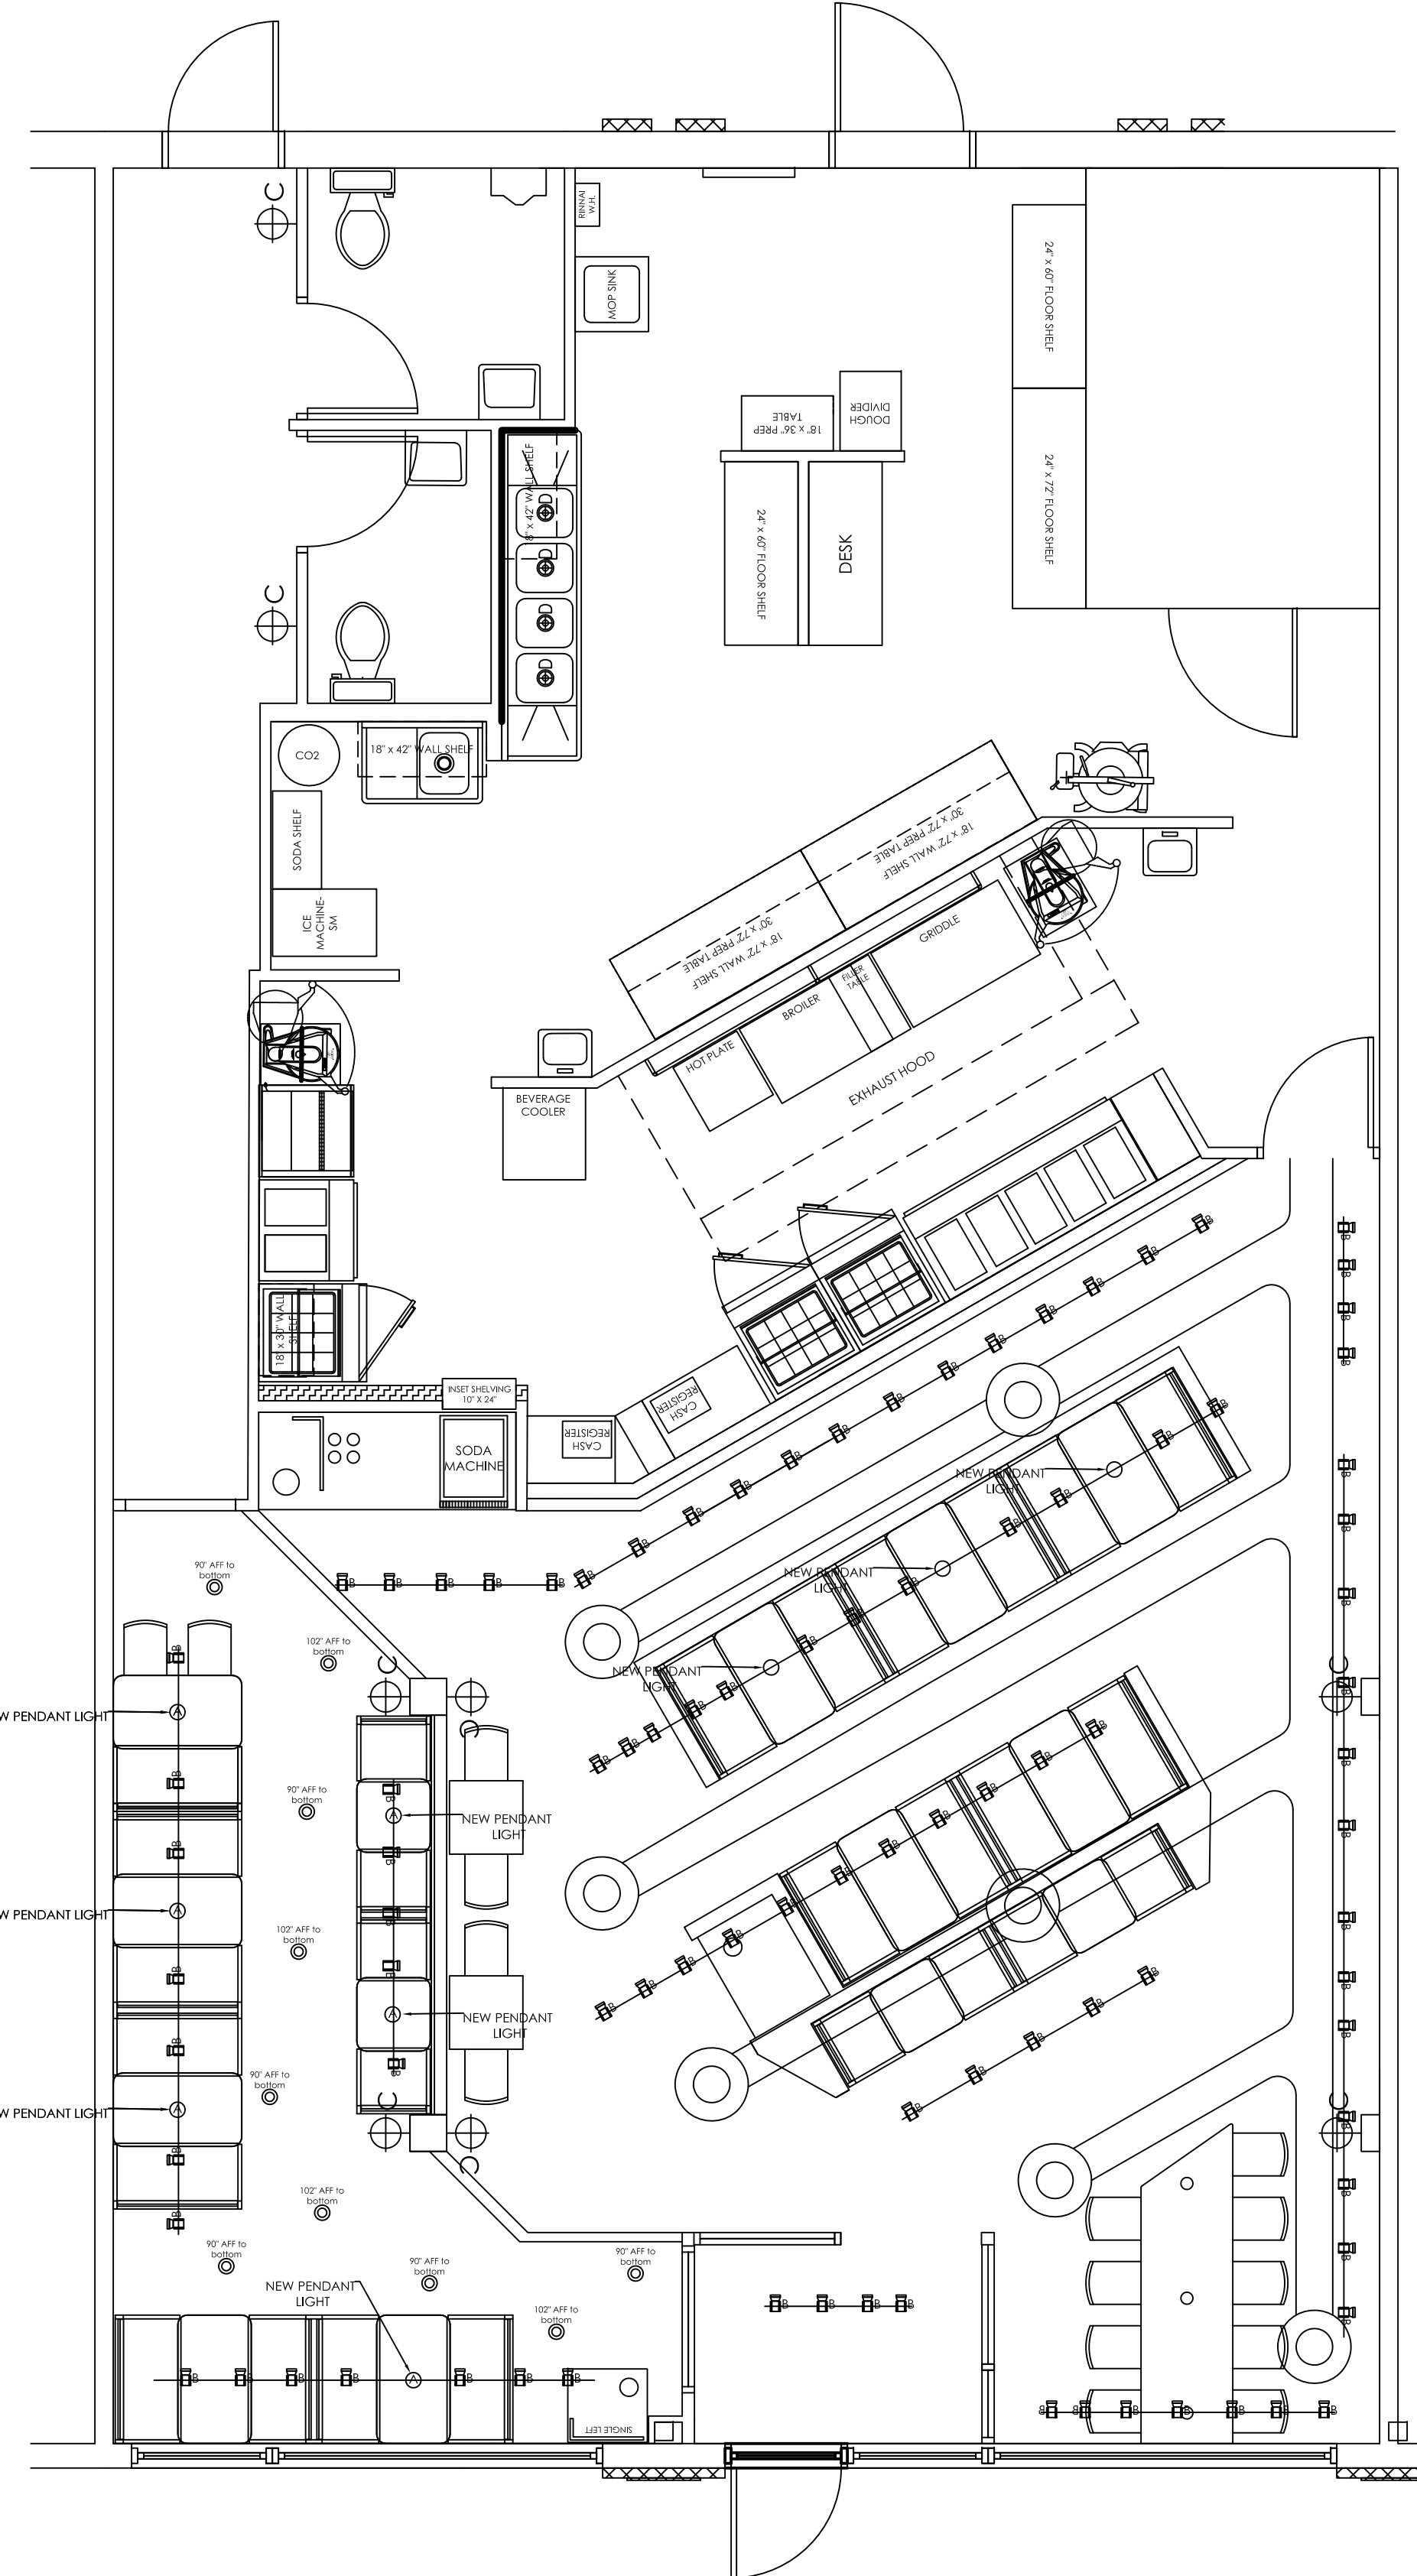 C
RINNAI
W.H.
MOP SINK
24" x 60" FLOOR SHELF
24" x 72" FLOOR SHELF
18" x 36" PREP
TABLE
DOUGH
DIVIDER
24" x 60" FLOOR SHELF
DESK
18" x 42" WALL SHELF
C
CO2
18" x 42" WALL SHELF
SODA SHELF
ICE
MACHINE-
SM
18" x 72" WALL SHELF
30" x 72" PREP TABLE
18" x 72" WALL SHELF
30" x 72" PREP TABLE
GRIDDLE
FILLER
TABLE
BROILER
HOT PLATE
EXHAUST HOOD
BEVERAGE
COOLER
18" x 30" WALL
SHELF
INSET SHELVING
10" X 24"
CASH
REGISTER
CASH
REGISTER
SODA
MACHINE
NEW PENDANT
LIGHT
NEW PENDANT
LIGHT
NEW PENDANT
LIGHT
90" AFF to
bottom
102" AFF to
bottom
C
C
C
W PENDANT LIGHT
A
90" AFF to
bottom
A
NEW PENDANT
LIGHT
W PENDANT LIGHT
A
102" AFF to
bottom
A
NEW PENDANT
LIGHT
90" AFF to
bottom
W PENDANT LIGHT
A
C
C
C
102" AFF to
bottom
90" AFF to
bottom
90" AFF to
bottom
90" AFF to
bottom
NEW PENDANT
LIGHT
102" AFF to
bottom
A
B B B B B B B
SINGLE LEFT
B B B B
B B B B B B B